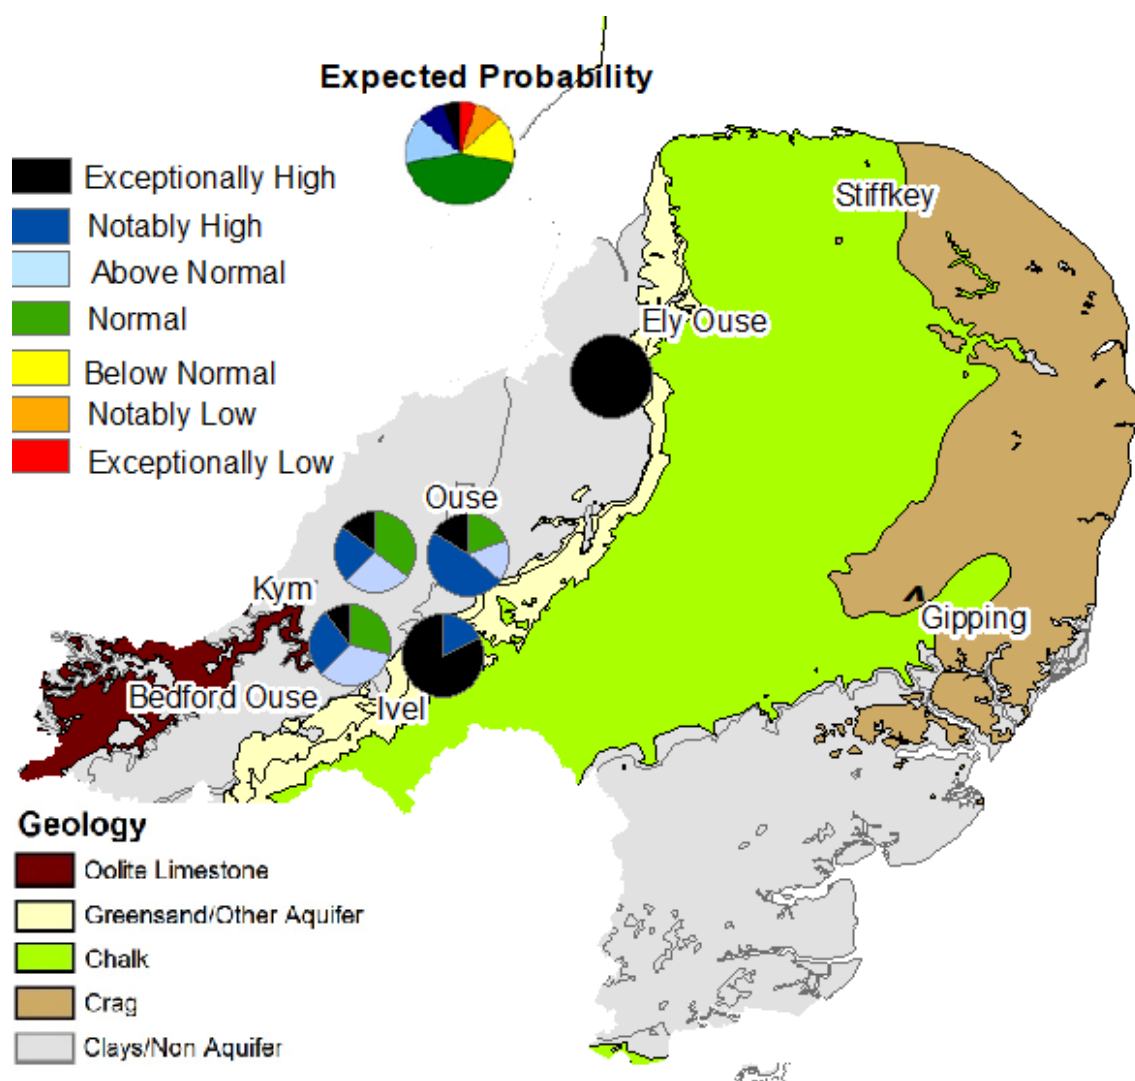 Expected Probability
Exceptionally High
Notably High
Above Normal
Normal
Below Normal
Notably Low
Exceptionally Low
Stiffkey
Ely Ouse
Ouse
Kym
Gipping
Bedford Ouse
Ivel
Geology
Oolite Limestone
Greensand/Other Aquifer
Chalk
Crag
Clays/Non Aquifer